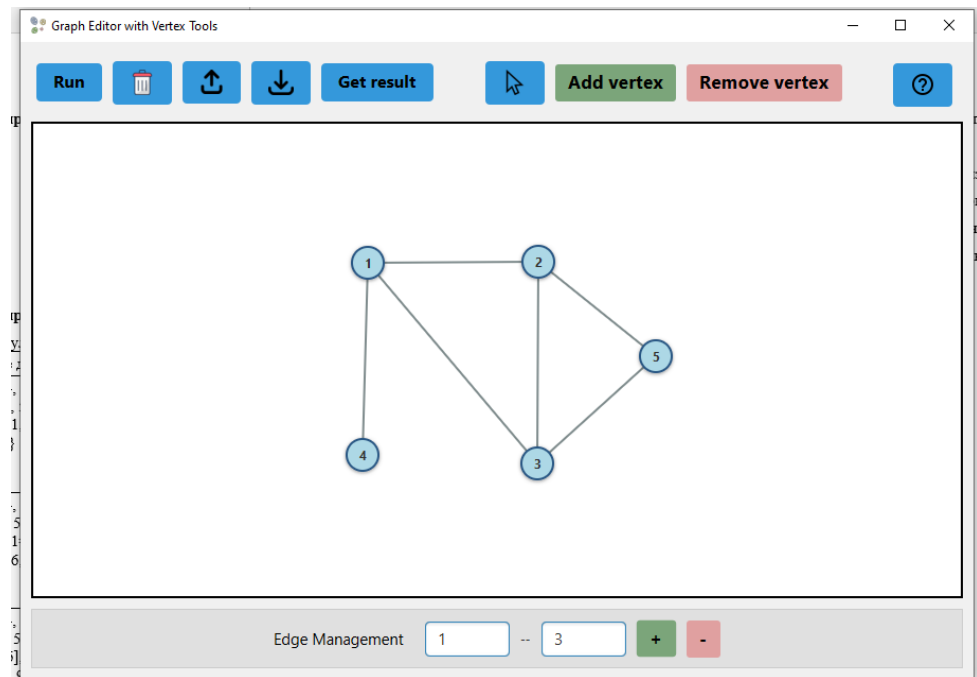 Graph Editor with Vertex Tools
Run Get result Add vertex Remove vertex
1 2
5
4 3
Edge Management 1 -- 3 + -